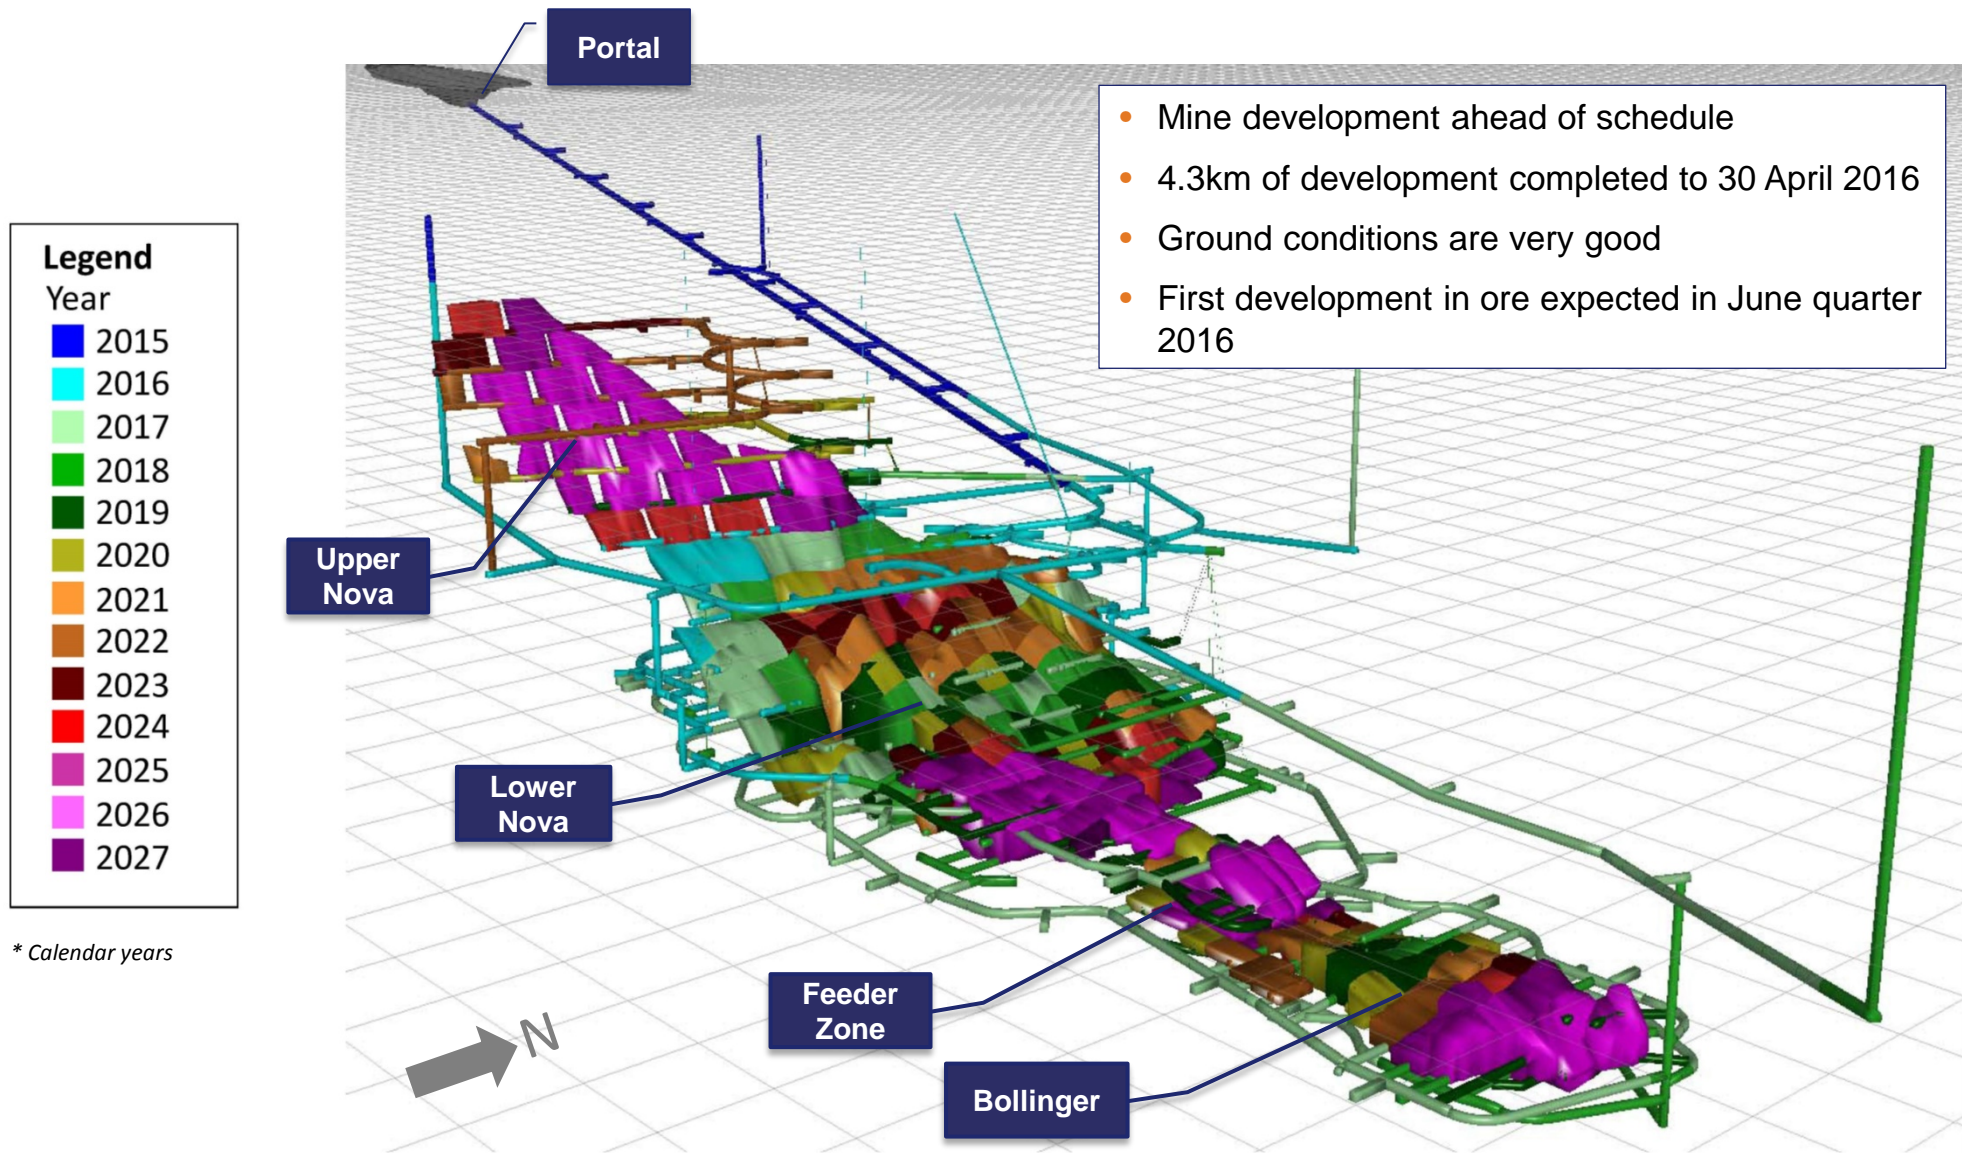 Portal
• Mine development ahead of schedule
• 4.3km of development completed to 30 April 2016
• Ground conditions are very good
• First development in ore expected in June quarter
2016
Legend
Year
2015
2016
2017
2018
2019
2020
2021
2022
2023
2024
2025
2026
2027
* Calendar years
Upper
Nova
Lower
Nova
Feeder
Zone
Bollinger
N